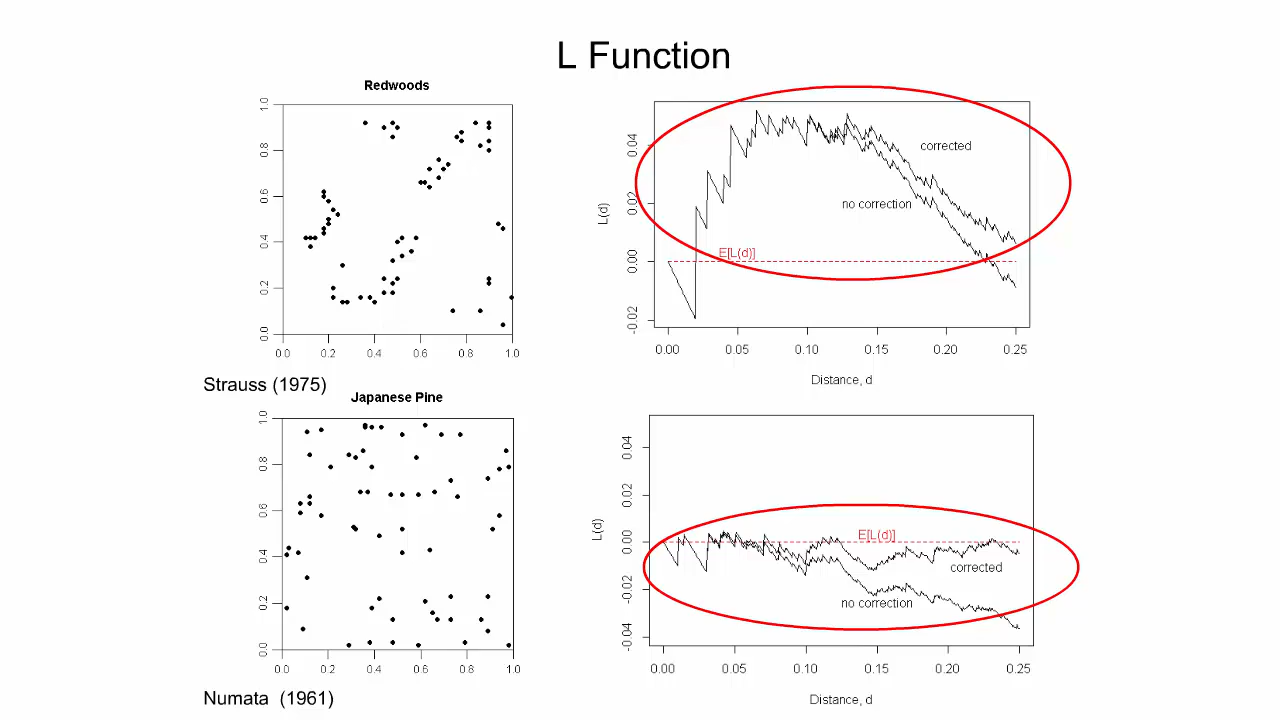 L Function
Redwoods
1.0
0.8
0.6
0.4
0.2
0.0
0.0 0.2 0.4 0.6 0.8 1.0
Strauss (1975)
L(d)
0.04
0.02
0.00
-0.02
corrected
no correction
E[L(d)]
0.00 0.05 0.10 0.15 0.20 0.25
Distance, d
Japanese Pine
1.0
0.8
0.6
0.4
0.2
0.0
0.0 0.2 0.4 0.6 0.8 1.0
Numata (1961)
L(d)
0.04
0.02
0.00
-0.02
-0.04
E[L(d)]
corrected
no correction
0.00 0.05 0.10 0.15 0.20 0.25
Distance, d